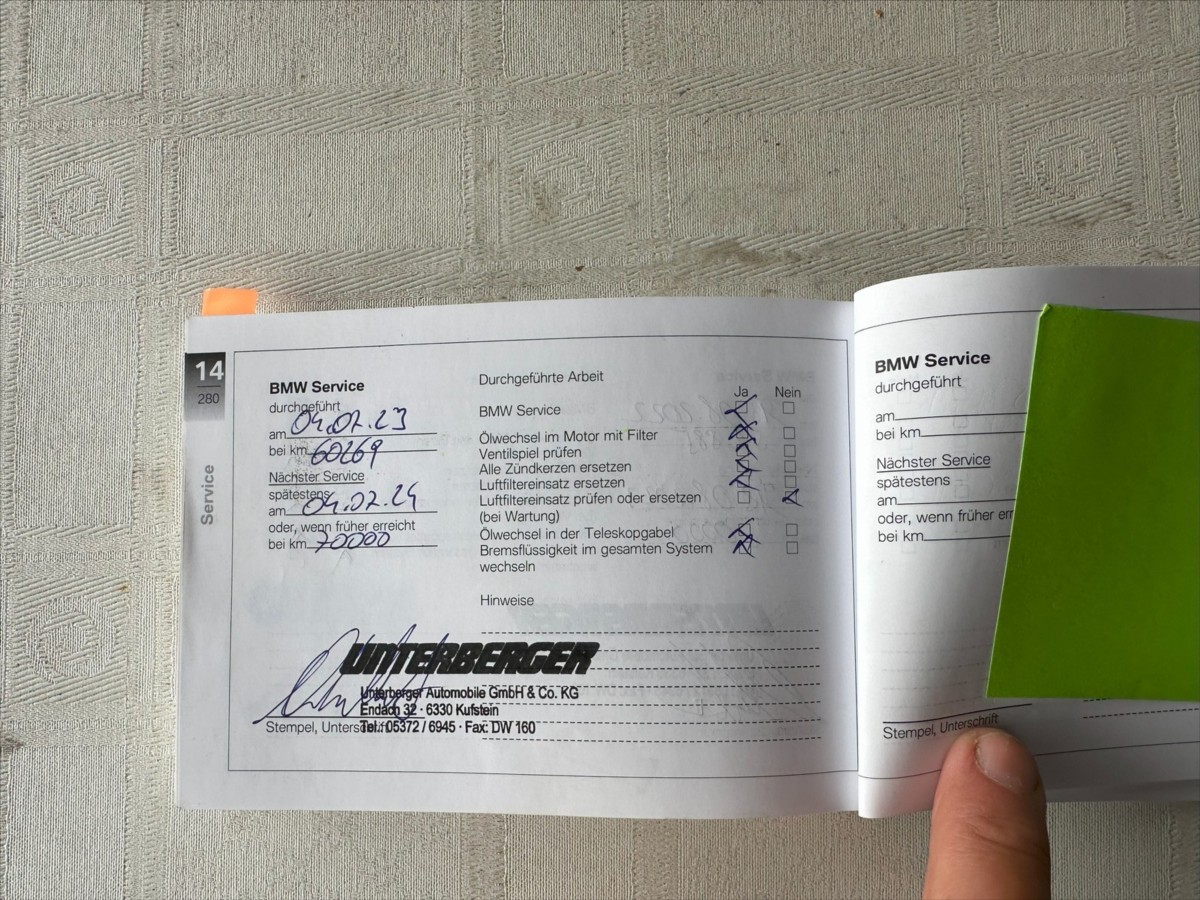 14
280
Service
BMW Service
durchgeführt
am 04.07.23
bei km 60269
Nächster Service
spätestens
am 04.07.24
oder, wenn früher erreicht
bei km 70000
Durchgeführte Arbeit
Ja Nein
BMW Service
Ölwechsel im Motor mit Filter
Ventilspiel prüfen
Alle Zündkerzen ersetzen
Luftfiltereinsatz ersetzen
Luftfiltereinsatz prüfen oder ersetzen
(bei Wartung)
Ölwechsel in der Teleskopgabel
Bremsflüssigkeit im gesamten System
wechseln
Hinweise
UNTERBERGER
Unterberger Automobile GmbH & Co. KG
Endach 32 · 6330 Kufstein
Tel. 05372 / 6945 · Fax: DW 160
Stempel, Unterschrift
BMW Service
durchgeführt
am
bei km
Nächster Service
spätestens
am
oder, wenn früher err
bei km
Stempel, Unterschrift